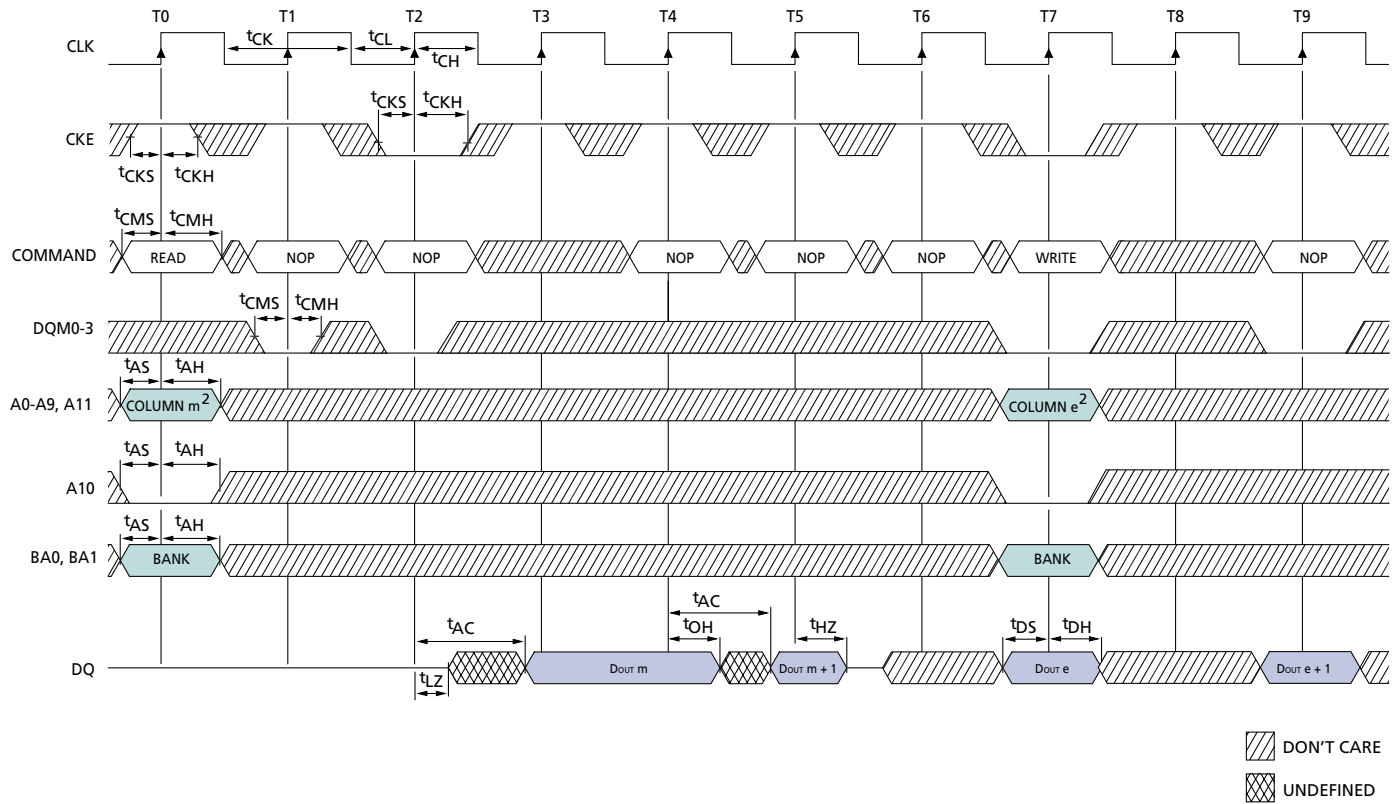 T0 T1 T2 T3 T4 T5 T6 T7 T8 T9
CLK
tCK tCL
tCH
tCKS tCKH
CKE
tCKS tCKH
tCMS tCMH
COMMAND READ NOP NOP NOP NOP NOP WRITE NOP
tCMS tCMH
DQM0-3
tAS tAH
A0-A9, A11 COLUMN m2 COLUMN e2
tAS tAH
A10
tAS tAH
BA0, BA1 BANK BANK
tAC tAC
tOH tHZ tDS tDH
DQ DOUT m DOUT m + 1 DOUT e DOUT e + 1
tLZ
DON'T CARE
UNDEFINED